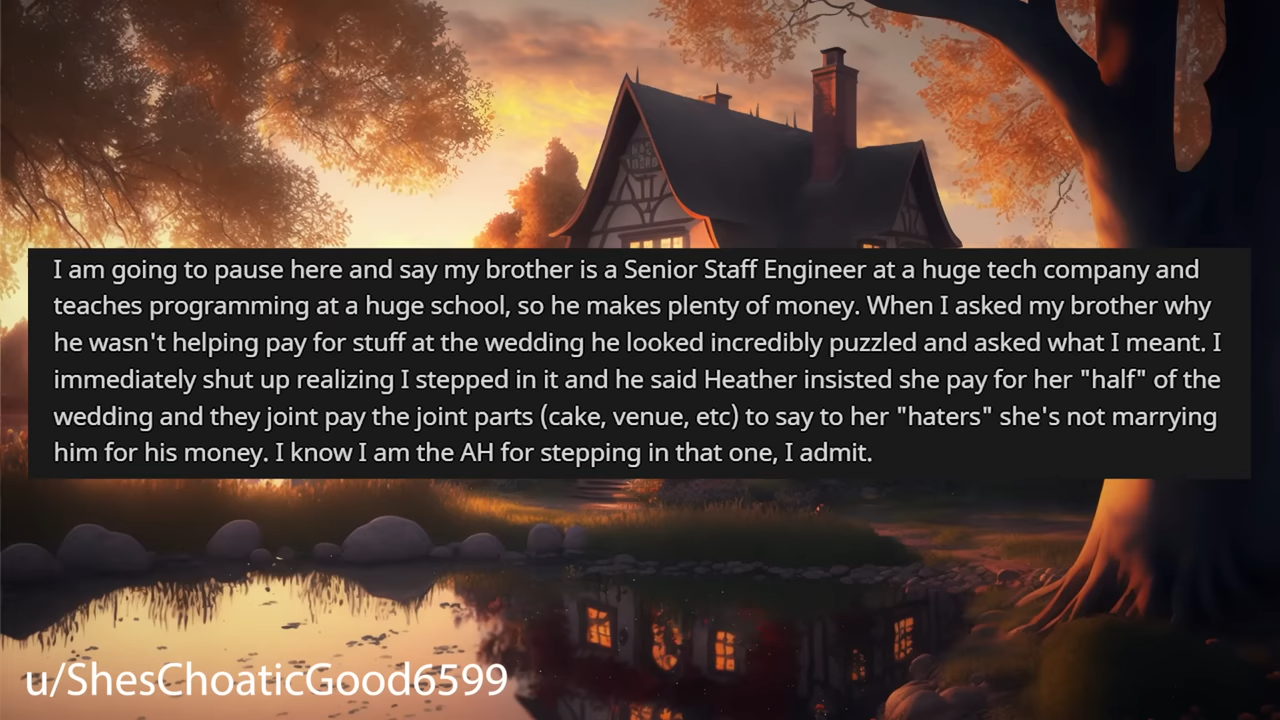 I am going to pause here and say my brother is a Senior Staff Engineer at a huge tech company and
teaches programming at a huge school, so he makes plenty of money. When I asked my brother why
he wasn't helping pay for stuff at the wedding he looked incredibly puzzled and asked what I meant. I
immediately shut up realizing I stepped in it and he said Heather insisted she pay for her "half" of the
wedding and they joint pay the joint parts (cake, venue, etc) to say to her "haters" she's not marrying
him for his money. I know I am the AH for stepping in that one, I admit.
u/ShesChoaticGood6599